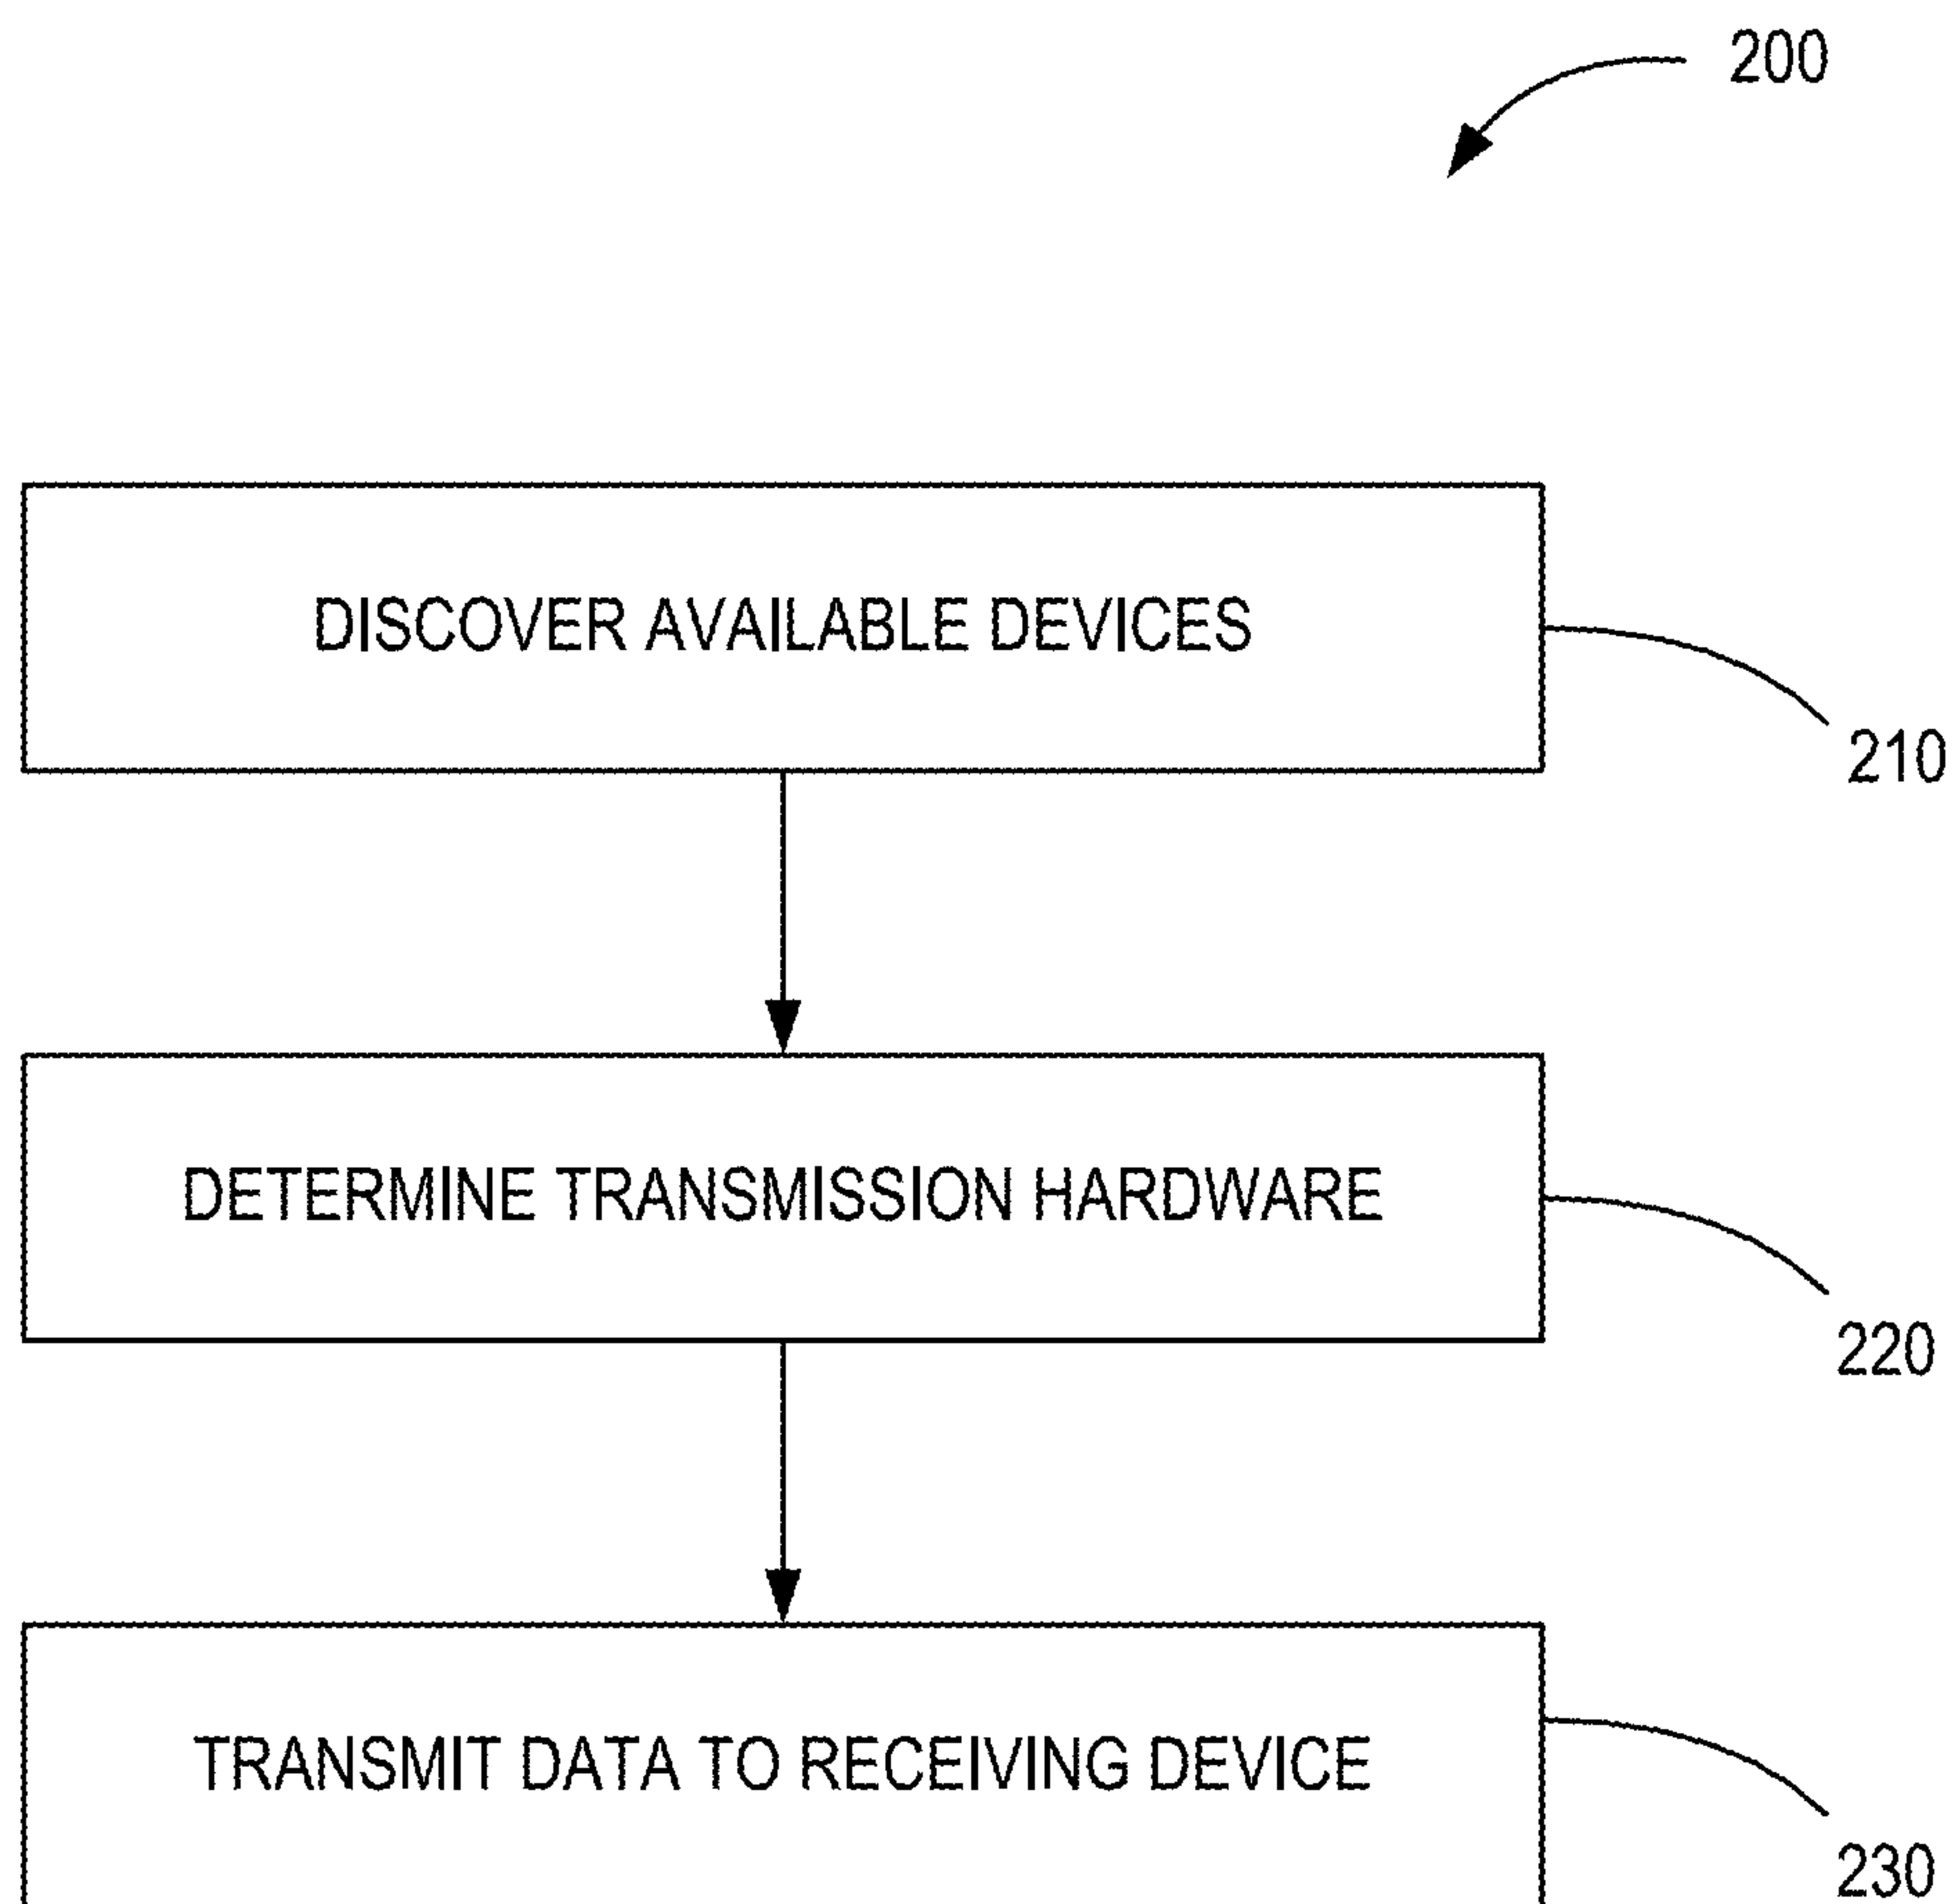 200
DISCOVER AVAILABLE DEVICES
210
DETERMINE TRANSMISSION HARDWARE
220
TRANSMIT DATA TO RECEIVING DEVICE
230